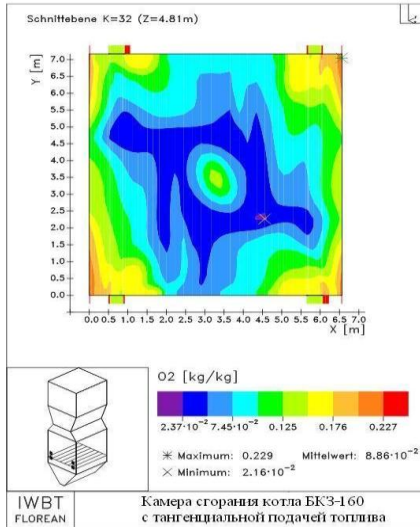 Schnittebene K=32 (Z=4.81m)
Y [m]
7.0
6.0
5.5
5.0
4.5
4.0
3.5
3.0
2.5
2.0
1.5
1.0
0.5
0.0
0.0 0.5 1.0 1.5 2.0 2.5 3.0 3.5 4.0 4.5 5.0 5.5 6.0 6.5 7.0
X [m]
O2 [kg/kg]
2.37·10⁻² 7.45·10⁻² 0.125 0.176 0.227
Maximum: 0.229 Mittelwert: 8.86·10⁻²
Minimum: 2.16·10⁻²
IWBT
FLOREAN
Камера сгорания котла БКЗ-160
с тангенциальной подачей топлива